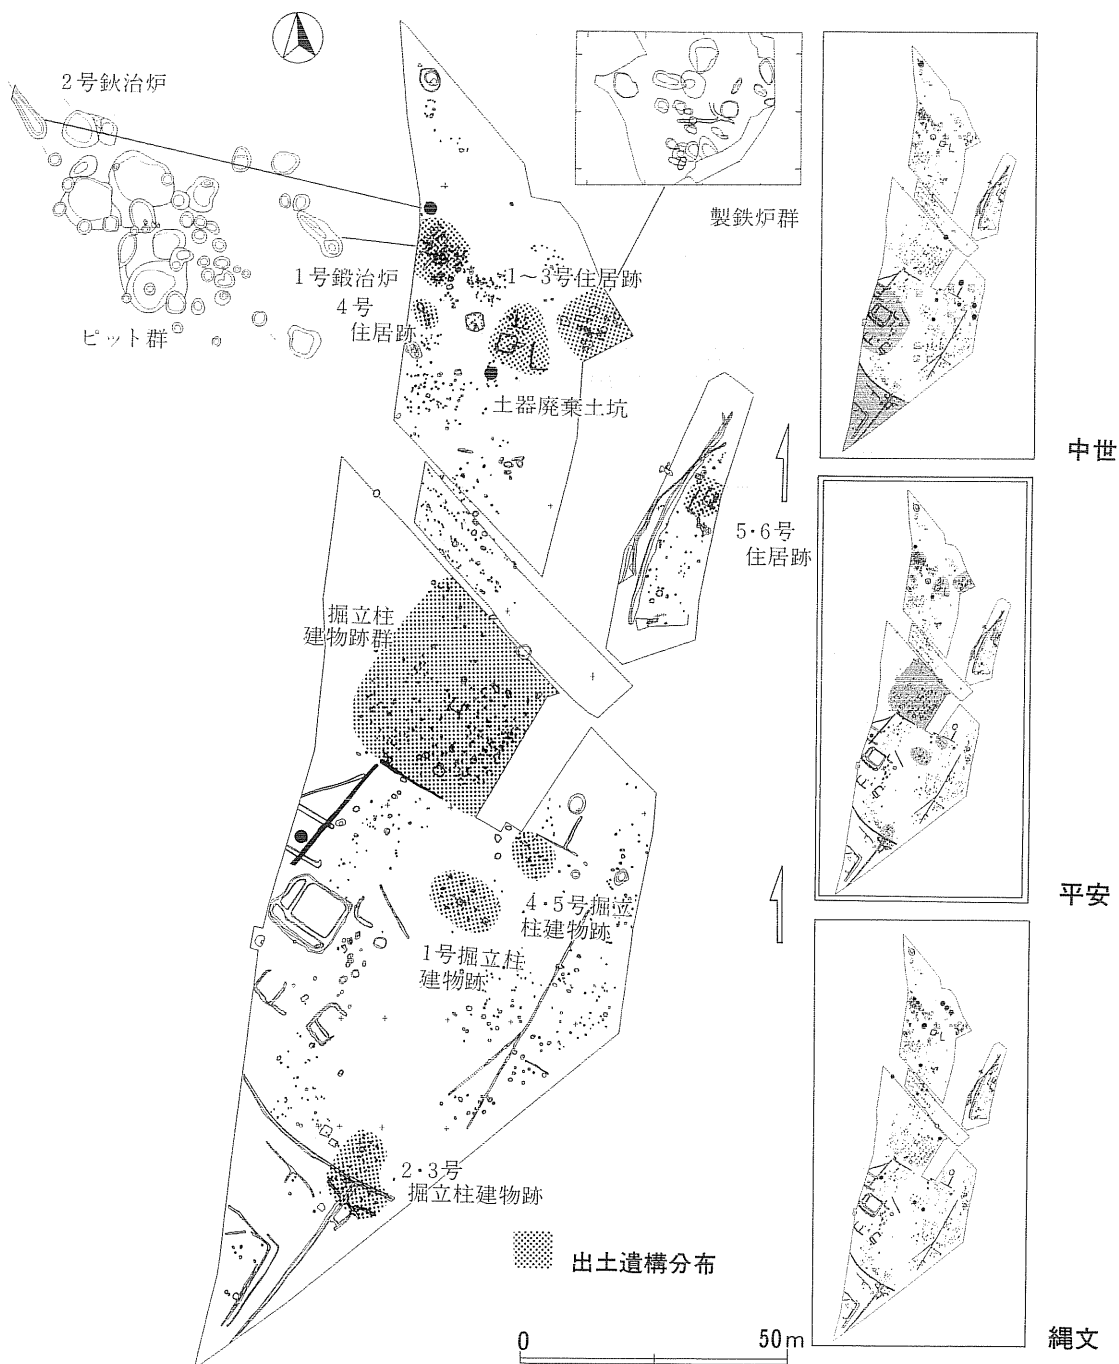 2号鈥治炉
製鉄炉群
1号鍛治炉
1〜3号住居跡
4号
住居跡
ピット群
土器廃棄土坑
中世
5・6号
住居跡
掘立柱
建物跡群
平安
4・5号掘立
柱建物跡
1号掘立柱
建物跡
2・3号
掘立柱建物跡
出土遺構分布
0
50m
縄文